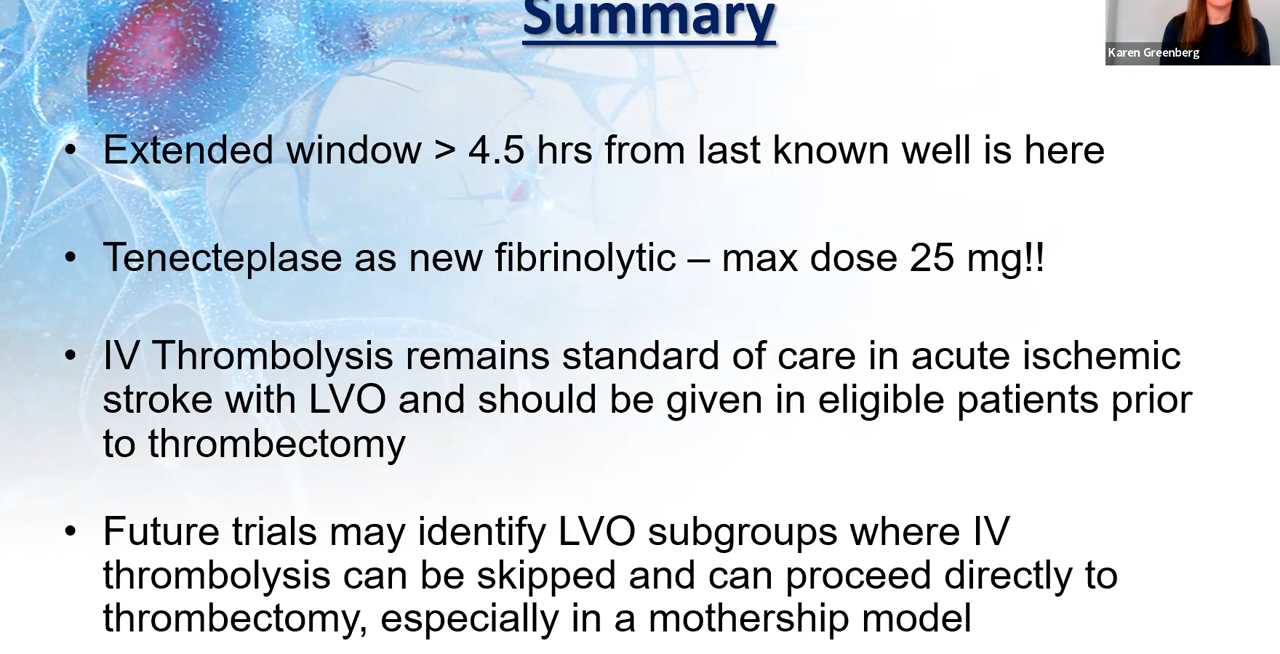 Summary
Karen Greenberg
• Extended window > 4.5 hrs from last known well is here
• Tenecteplase as new fibrinolytic – max dose 25 mg!!
• IV Thrombolysis remains standard of care in acute ischemic
stroke with LVO and should be given in eligible patients prior
to thrombectomy
• Future trials may identify LVO subgroups where IV
thrombolysis can be skipped and can proceed directly to
thrombectomy, especially in a mothership model